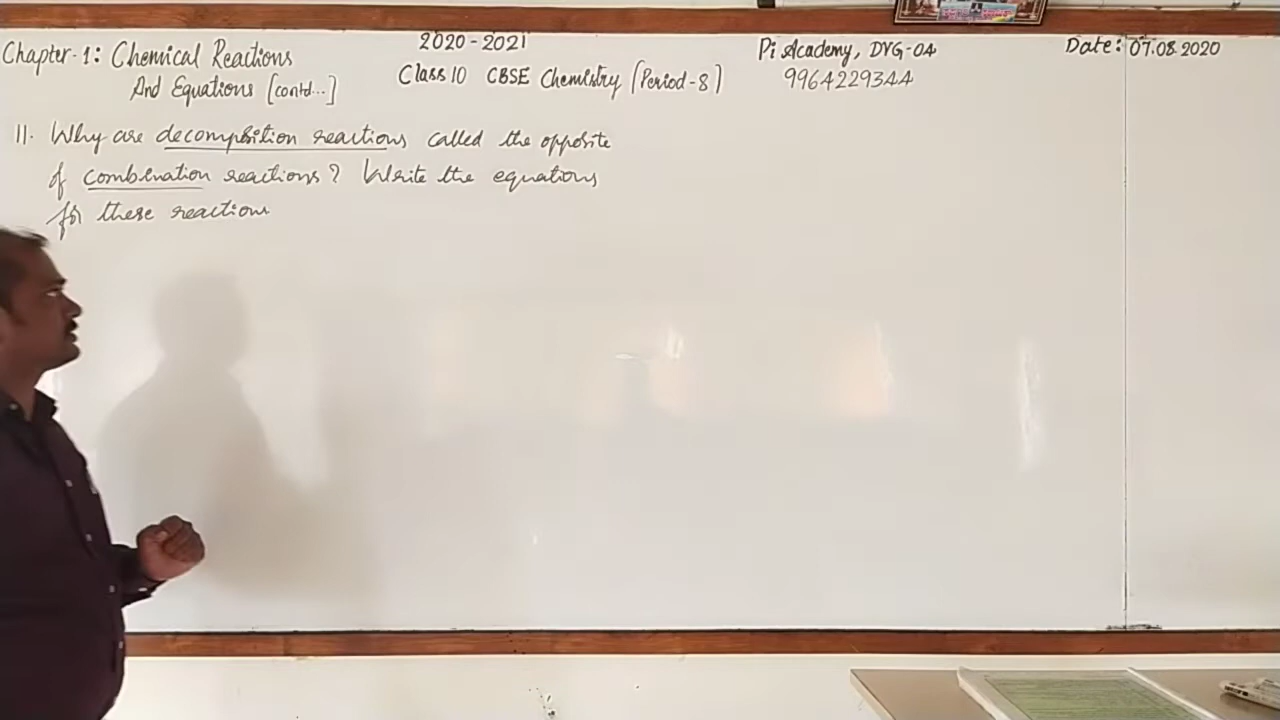 Chapter-1: Chemical Reactions
And Equations [contd...]
2020-2021
Class 10 CBSE Chemistry [Period-8]
Pi Academy, DVG-04
9964229344
Date: 07.08.2020
11. Why are decomposition reactions called the opposite
of combination reactions? Write the equations
for these reactions